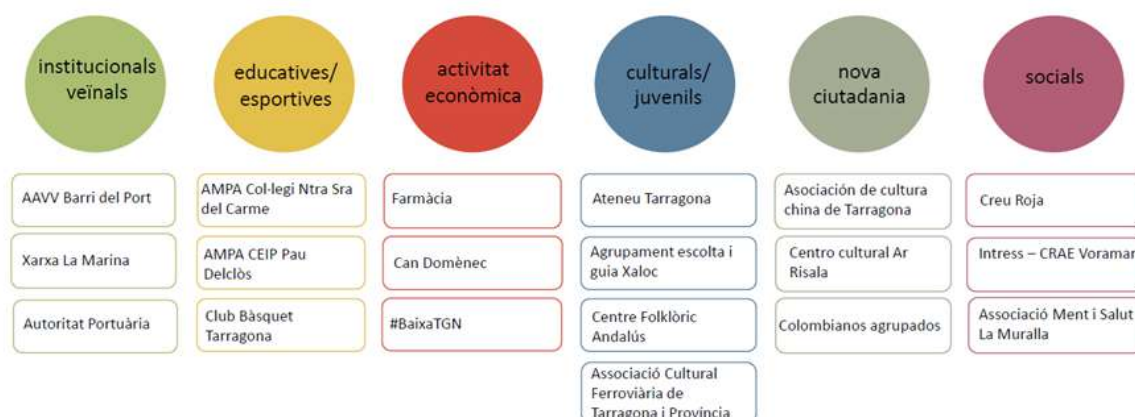 institucionals
veïnals
educatives/
esportives
activitat
econòmica
culturals/
juvenils
nova
ciutadania
socials
AAVV Barri del Port
Xarxa La Marina
Autoritat Portuària
AMPA Col·legi Ntra Sra
del Carme
AMPA CEIP Pau
Delclòs
Club Bàsquet
Tarragona
Farmàcia
Can Domènec
#BaixaTGN
Ateneu Tarragona
Agrupament escolta i
guia Xaloc
Centre Folklòric
Andalús
Associació Cultural
Ferroviària de
Tarragona i Província
Asociación de cultura
china de Tarragona
Centro cultural Ar
Risala
Colombianos agrupados
Creu Roja
Intress – CRAE Voramar
Associació Ment i Salut
La Muralla